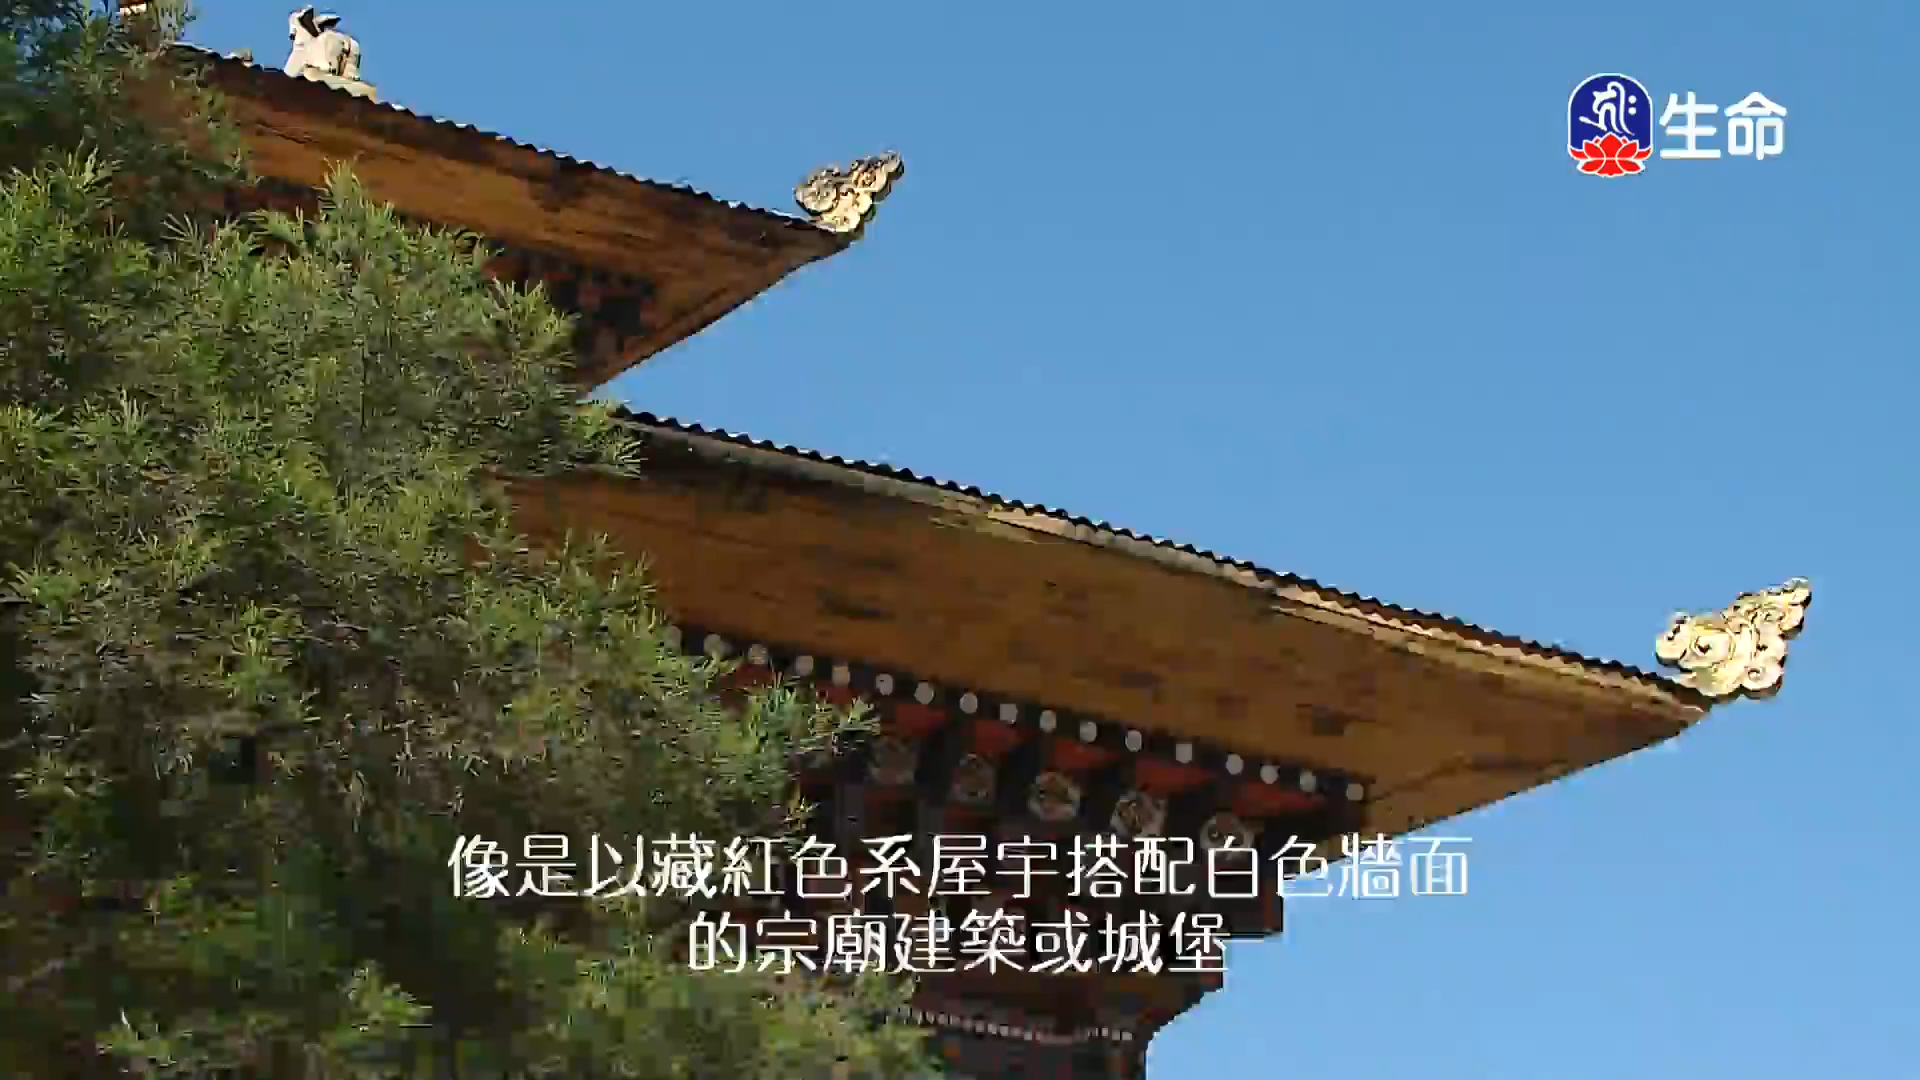 生命
像是以藏紅色系屋宇搭配白色牆面
的宗廟建築或城堡